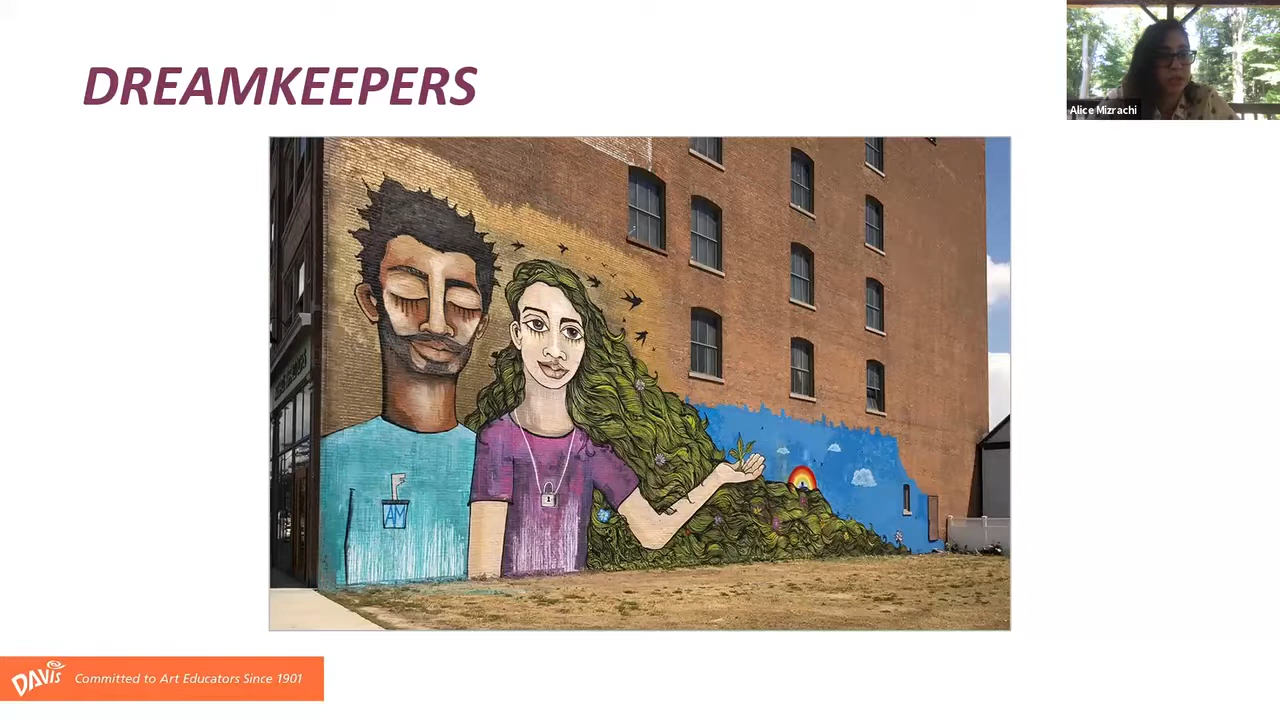 DREAMKEEPERS
Alice Mizrachi
AM
DAVIS
Committed to Art Educators Since 1901